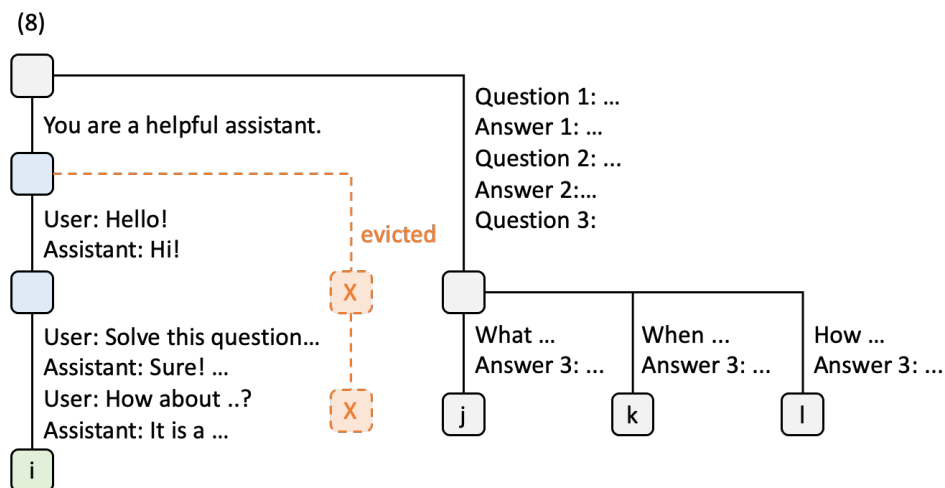 (8)
You are a helpful assistant.
User: Hello!
Assistant: Hi!
User: Solve this question...
Assistant: Sure! ...
User: How about ..?
Assistant: It is a ...
i
evicted
X
X
Question 1: ...
Answer 1: ...
Question 2: ...
Answer 2:...
Question 3:
What ...
Answer 3: ...
j
When ...
Answer 3: ...
k
How ...
Answer 3: ...
l